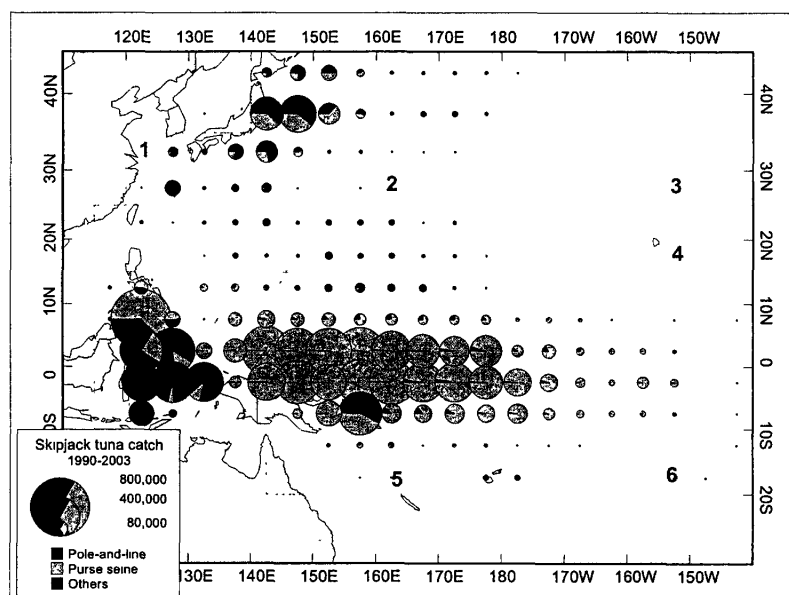 120E 130E 140E 150E 160E 170E 180 170W 160W 150W
40N 40N
1
30N 2 3 30N
20N 4 20N
10N 10N
0 0
10S
5 6
20S
Skipjack tuna catch
1990-2003
800,000
400,000
80,000
Pole-and-line
Purse seine
Others
130E 140E 150E 160E 170E 180 170W 160W 150W